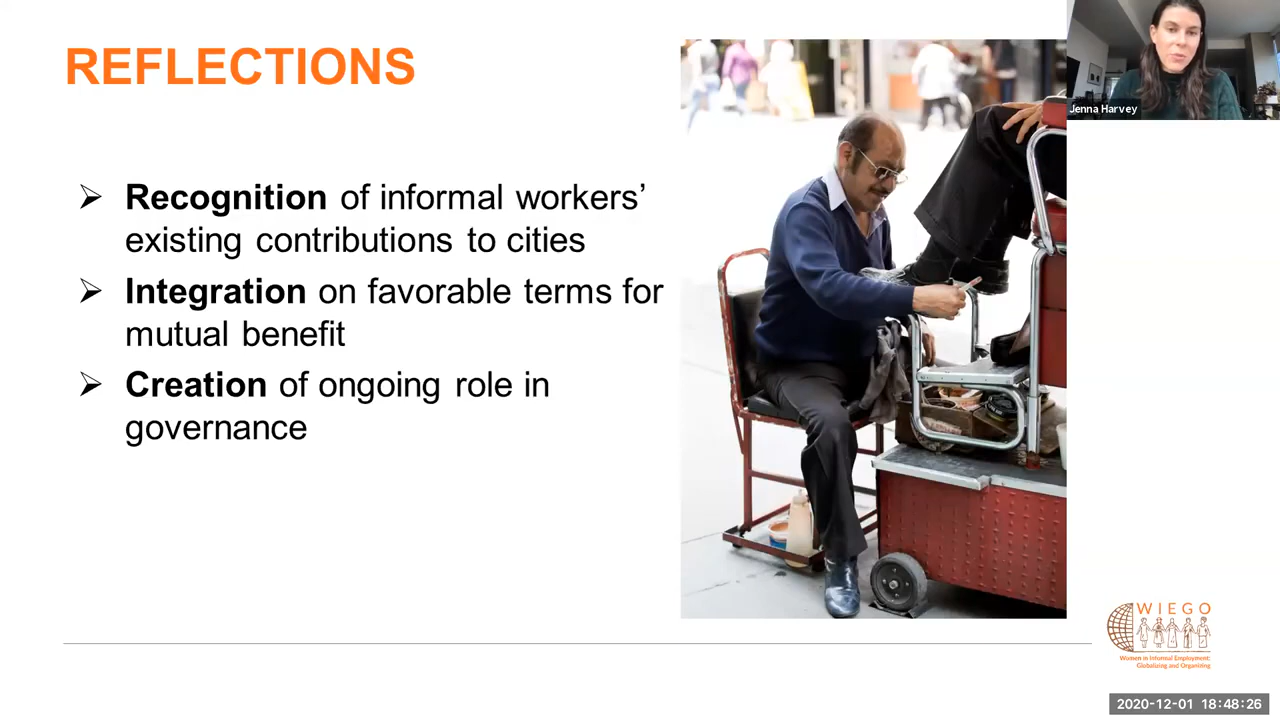 REFLECTIONS
Jenna Harvey
➢ Recognition of informal workers’
existing contributions to cities
➢ Integration on favorable terms for
mutual benefit
➢ Creation of ongoing role in
governance
WIEGO
Women in Informal Employment:
Globalizing and Organizing
2020-12-01 18:48:26